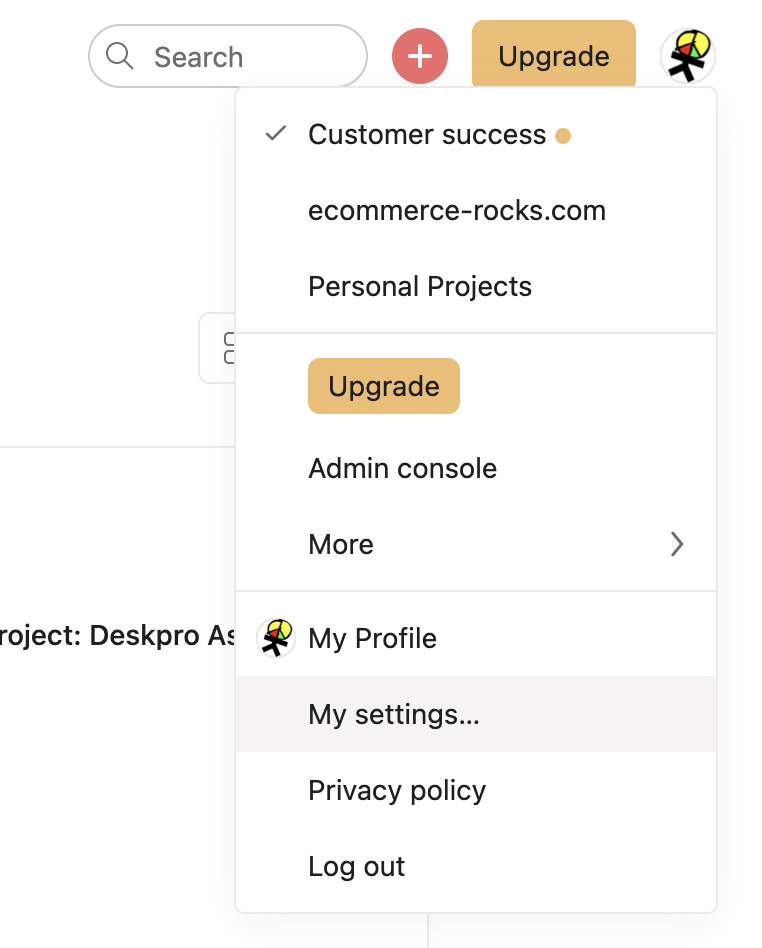 Search
Upgrade
Customer success
ecommerce-rocks.com
Personal Projects
Upgrade
Admin console
More
roject: Deskpro As
My Profile
My settings...
Privacy policy
Log out